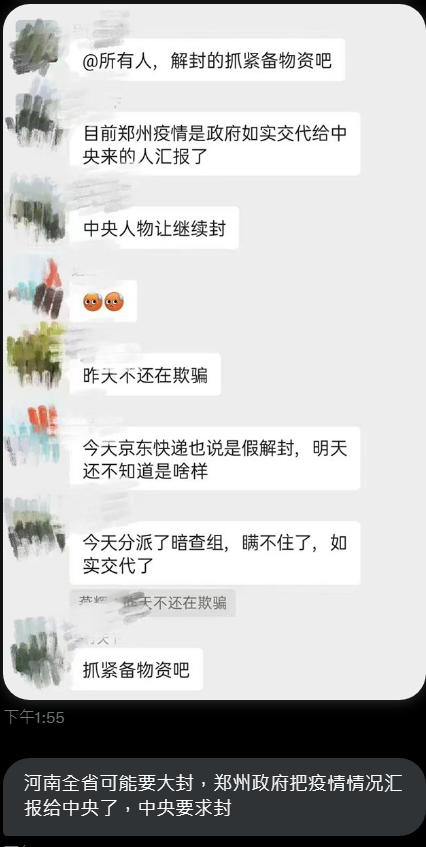 @所有人，解封的抓紧备物资吧
目前郑州疫情是政府如实交代给中
央来的人汇报了
中央人物让继续封
昨天不还在欺骗
今天京东快递也说是假解封，明天
还不知道是啥样
今天分派了暗查组，瞒不住了，如
实交代了
昨天不还在欺骗
抓紧备物资吧
下午1:55
河南全省可能要大封，郑州政府把疫情情况汇
报给中央了，中央要求封